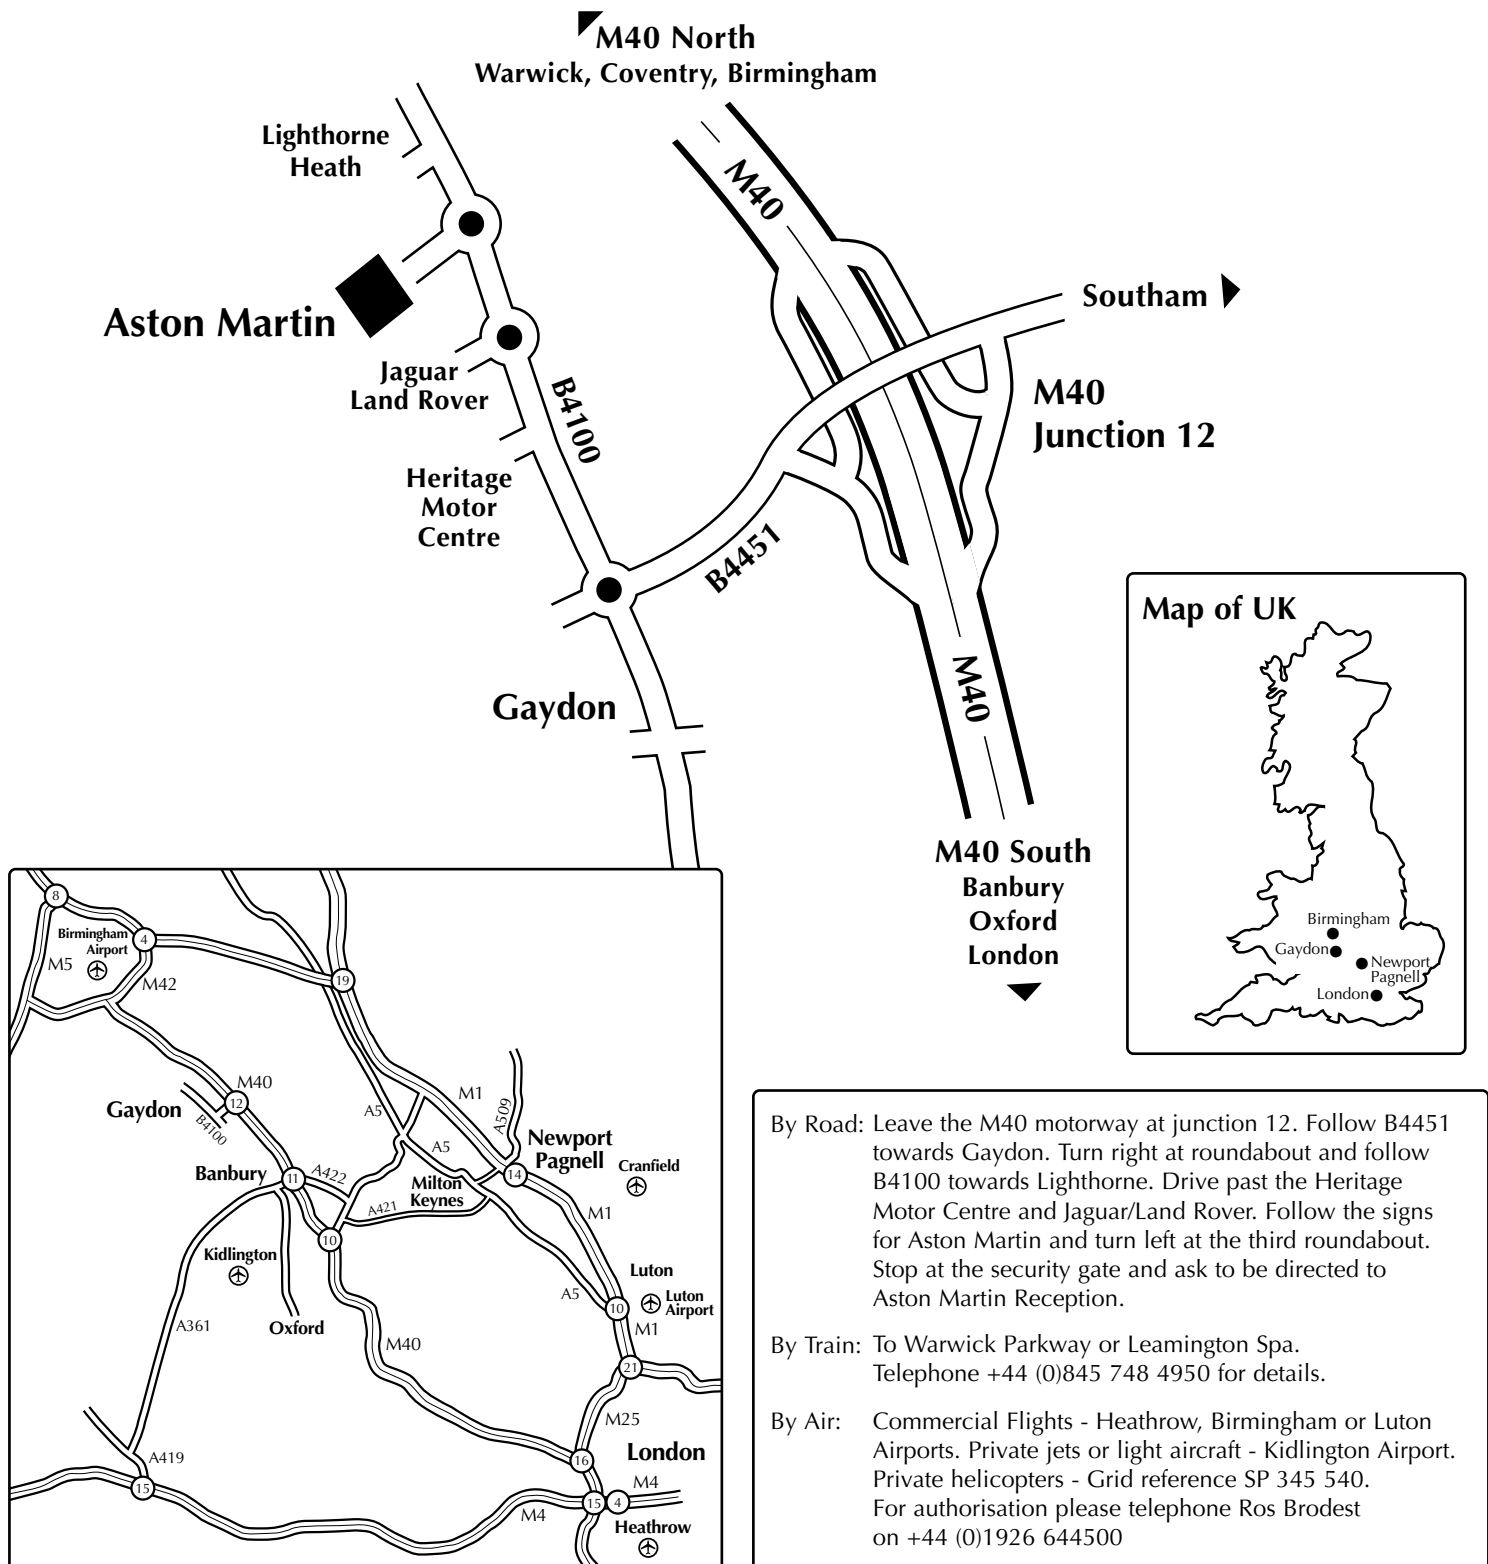 M40 North
Warwick, Coventry, Birmingham
Lighthorne
Heath
M40
Southam
Aston Martin
Jaguar
Land Rover
B4100
M40
Junction 12
Heritage
Motor
Centre
B4451
Gaydon
M40
M40 South
Banbury
Oxford
London
Map of UK
Birmingham
Gaydon
Newport
Pagnell
London
8
Birmingham
Airport
4
M5
M42
19
M40
Gaydon
12
B4100
A5
M1
A509
A5
Newport
Pagnell
Cranfield
Banbury
11
A422
Milton
Keynes
14
A421
M1
10
Kidlington
Luton
A5
10
Luton
Airport
A361
Oxford
M40
M1
21
M25
A419
London
16
15
M4
15
4
M4
Heathrow
By Road: Leave the M40 motorway at junction 12. Follow B4451
towards Gaydon. Turn right at roundabout and follow
B4100 towards Lighthorne. Drive past the Heritage
Motor Centre and Jaguar/Land Rover. Follow the signs
for Aston Martin and turn left at the third roundabout.
Stop at the security gate and ask to be directed to
Aston Martin Reception.
By Train: To Warwick Parkway or Leamington Spa.
Telephone +44 (0)845 748 4950 for details.
By Air: Commercial Flights - Heathrow, Birmingham or Luton
Airports. Private jets or light aircraft - Kidlington Airport.
Private helicopters - Grid reference SP 345 540.
For authorisation please telephone Ros Brodest
on +44 (0)1926 644500